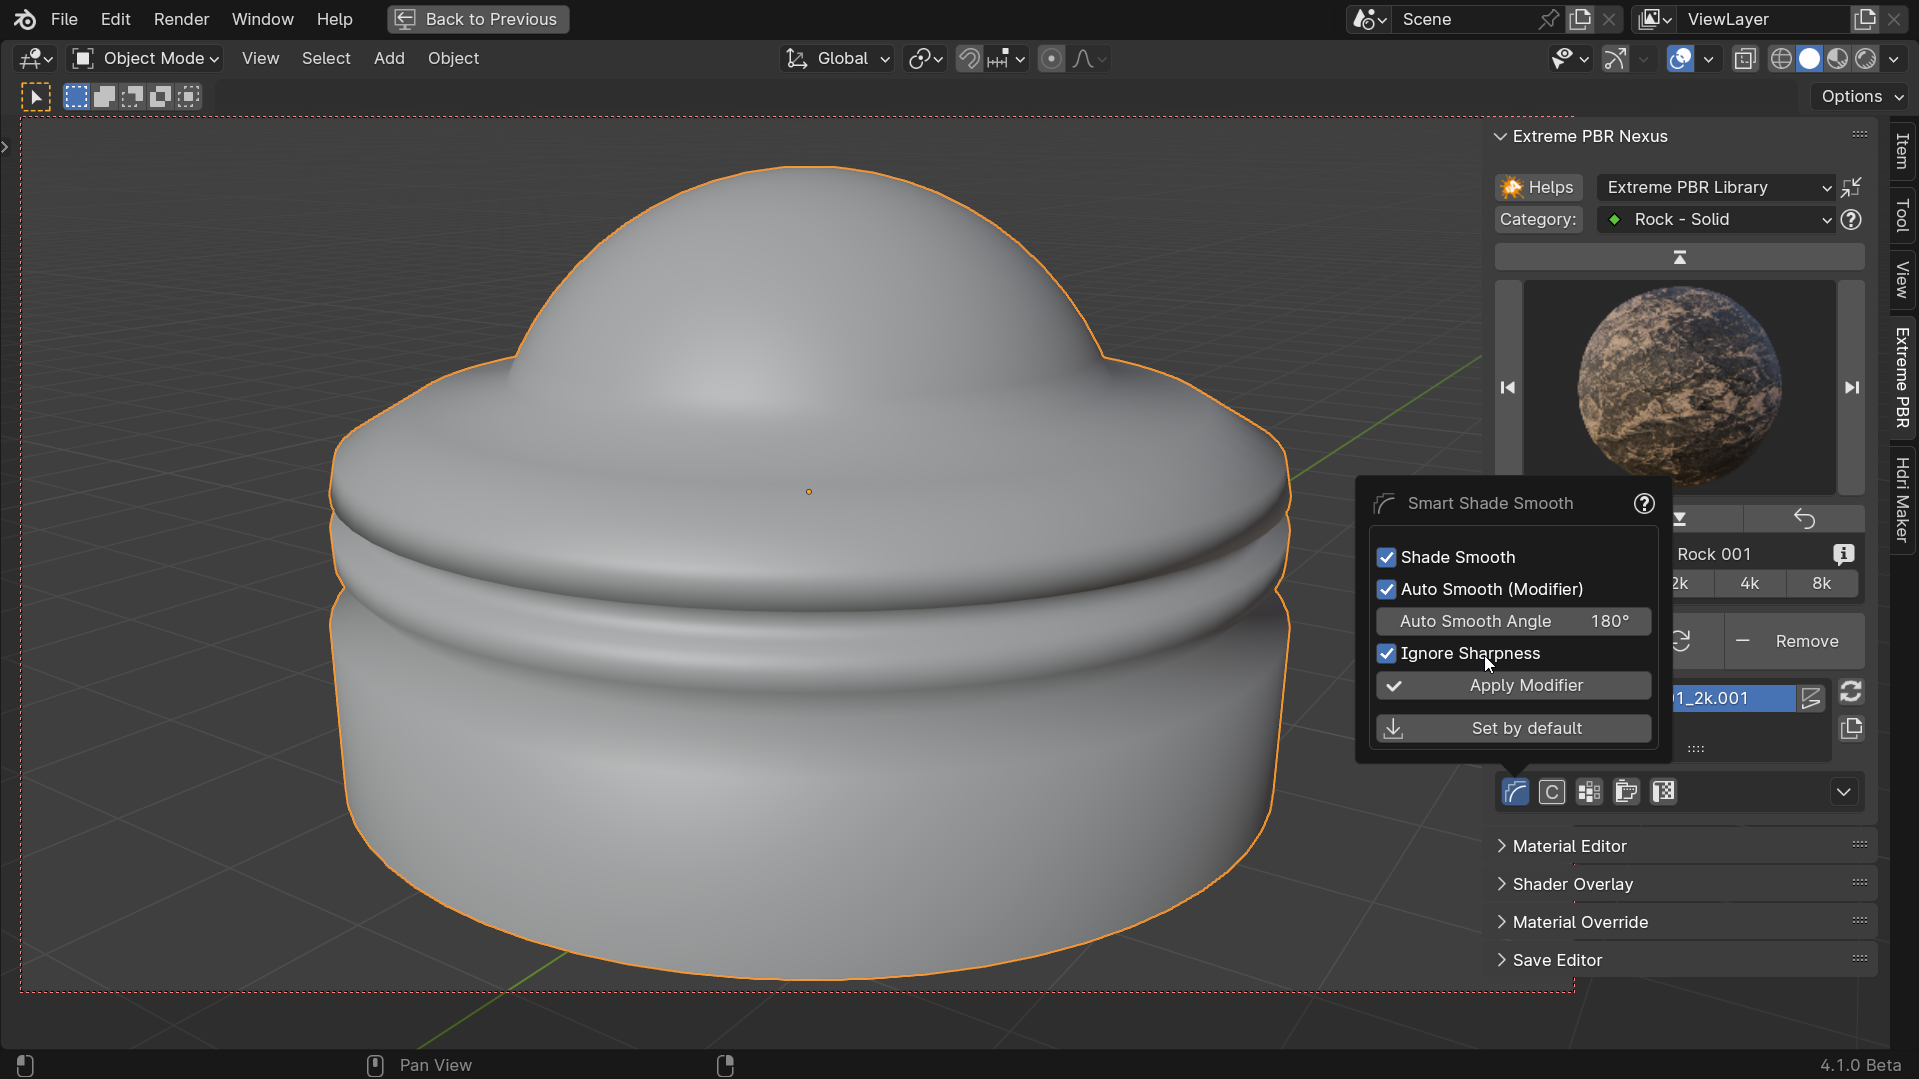 File Edit Render Window Help Back to Previous Scene ViewLayer
Object Mode View Select Add Object Global
Options
Extreme PBR Nexus
Helps Extreme PBR Library
Category: Rock - Solid
Item
Tool
View
Extreme PBR
Hdri Maker
Smart Shade Smooth
Shade Smooth
Auto Smooth (Modifier)
Auto Smooth Angle 180°
Ignore Sharpness
Apply Modifier
Set by default
Rock 001
2k 4k 8k
Remove
1_2k.001
C
Material Editor
Shader Overlay
Material Override
Save Editor
Pan View 4.1.0 Beta